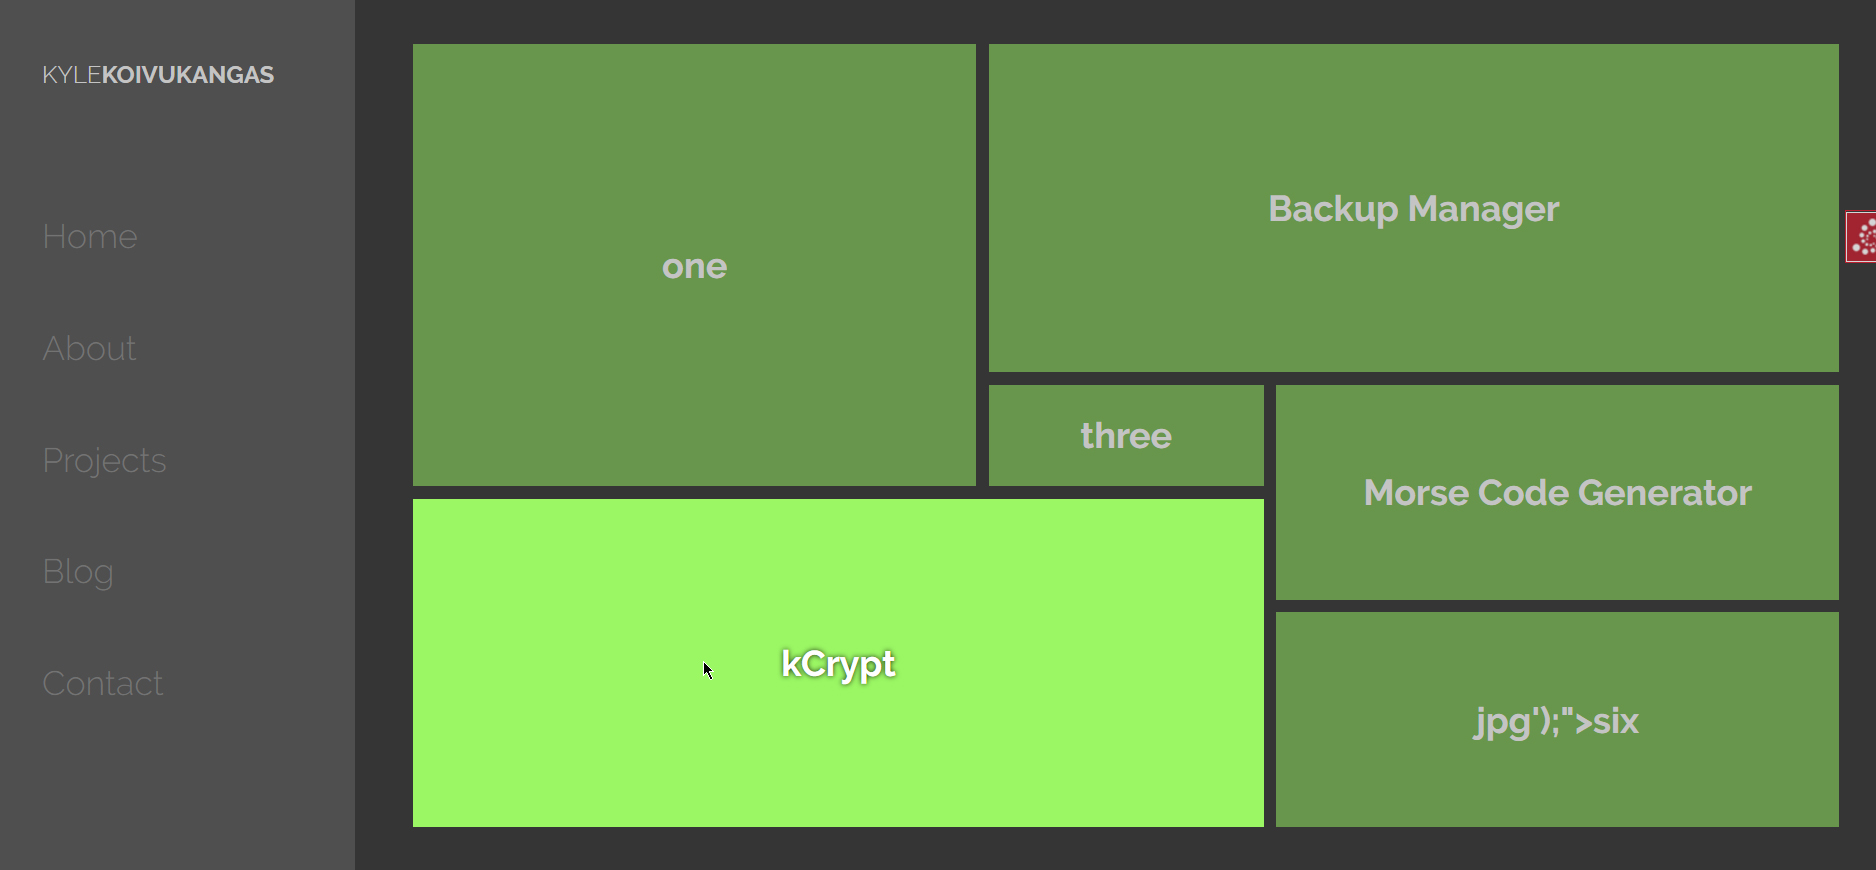 KYLEKOIVUKANGAS
Home
About
Projects
Blog
Contact
one
Backup Manager
three
Morse Code Generator
kCrypt
jpg');">six